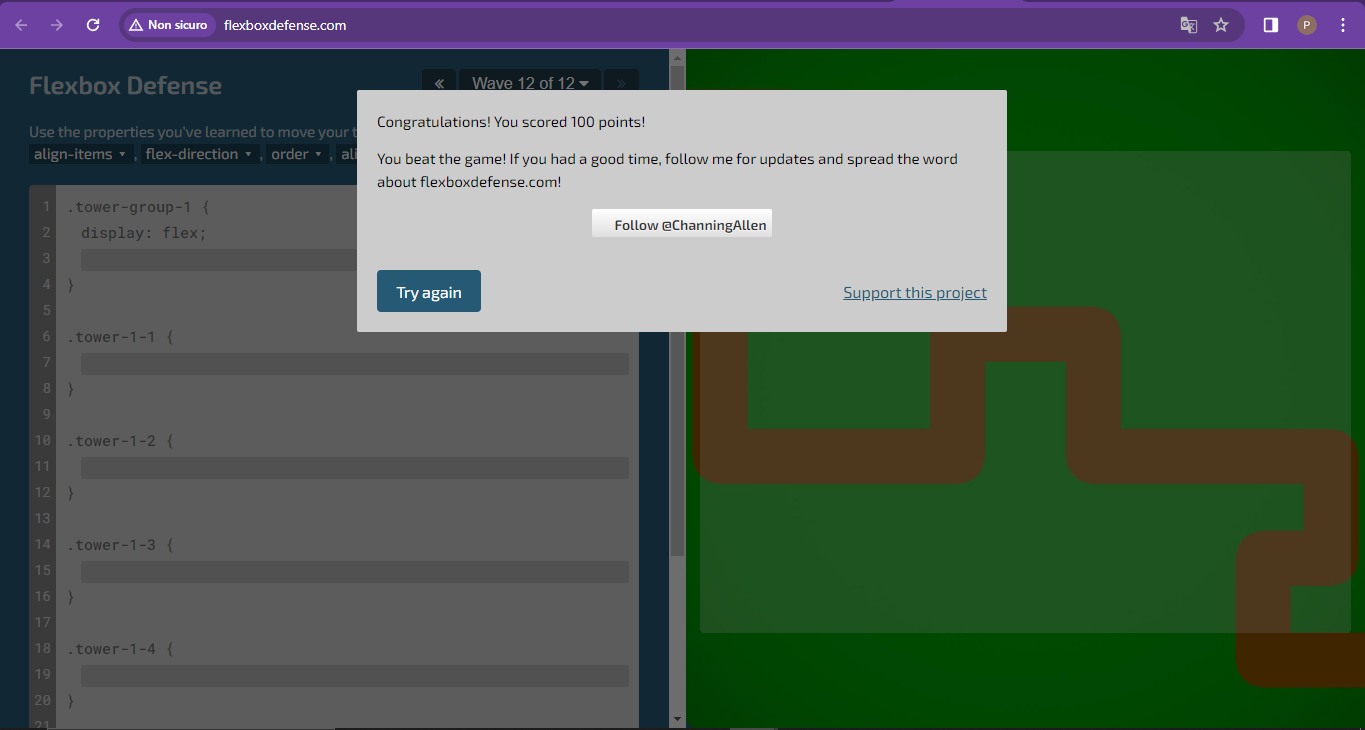 Non sicuro
flexboxdefense.com
P
Flexbox Defense
« Wave 12 of 12 »
Use the properties you've learned to move your t
align-items , flex-direction , order , ali
Congratulations! You scored 100 points!
You beat the game! If you had a good time, follow me for updates and spread the word
about flexboxdefense.com!
Follow @ChanningAllen
Try again
Support this project
1 .tower-group-1 {
2 display: flex;
3
4 }
5
6 .tower-1-1 {
7
8 }
9
10 .tower-1-2 {
11
12 }
13
14 .tower-1-3 {
15
16 }
17
18 .tower-1-4 {
19
20 }
21